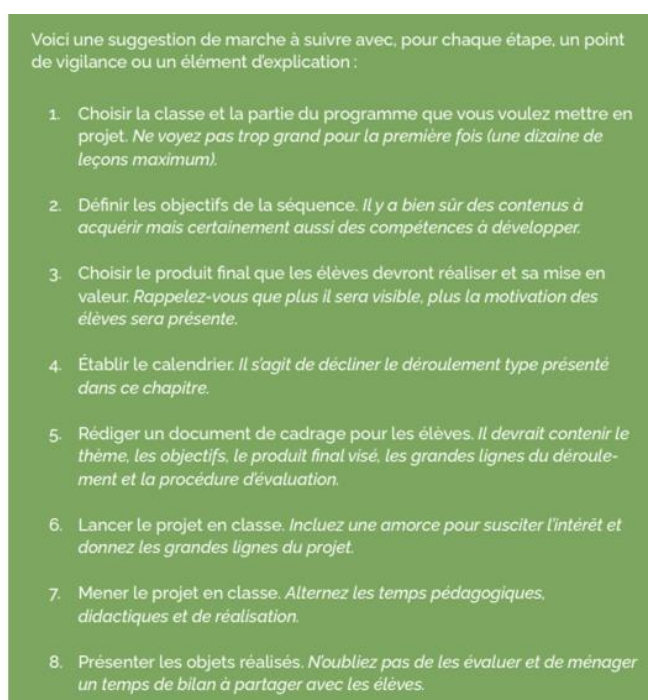 Voici une suggestion de marche à suivre avec, pour chaque étape, un point
de vigilance ou un élément d'explication :
1. Choisir la classe et la partie du programme que vous voulez mettre en
projet. Ne voyez pas trop grand pour la première fois (une dizaine de
leçons maximum).
2. Définir les objectifs de la séquence. Il y a bien sûr des contenus à
acquérir mais certainement aussi des compétences à développer.
3. Choisir le produit final que les élèves devront réaliser et sa mise en
valeur. Rappelez-vous que plus il sera visible, plus la motivation des
élèves sera présente.
4. Établir le calendrier. Il s'agit de décliner le déroulement type présenté
dans ce chapitre.
5. Rédiger un document de cadrage pour les élèves. Il devrait contenir le
thème, les objectifs, le produit final visé, les grandes lignes du déroule-
ment et la procédure d'évaluation.
6. Lancer le projet en classe. Incluez une amorce pour susciter l'intérêt et
donnez les grandes lignes du projet.
7. Mener le projet en classe. Alternez les temps pédagogiques,
didactiques et de réalisation.
8. Présenter les objets réalisés. N'oubliez pas de les évaluer et de ménager
un temps de bilan à partager avec les élèves.